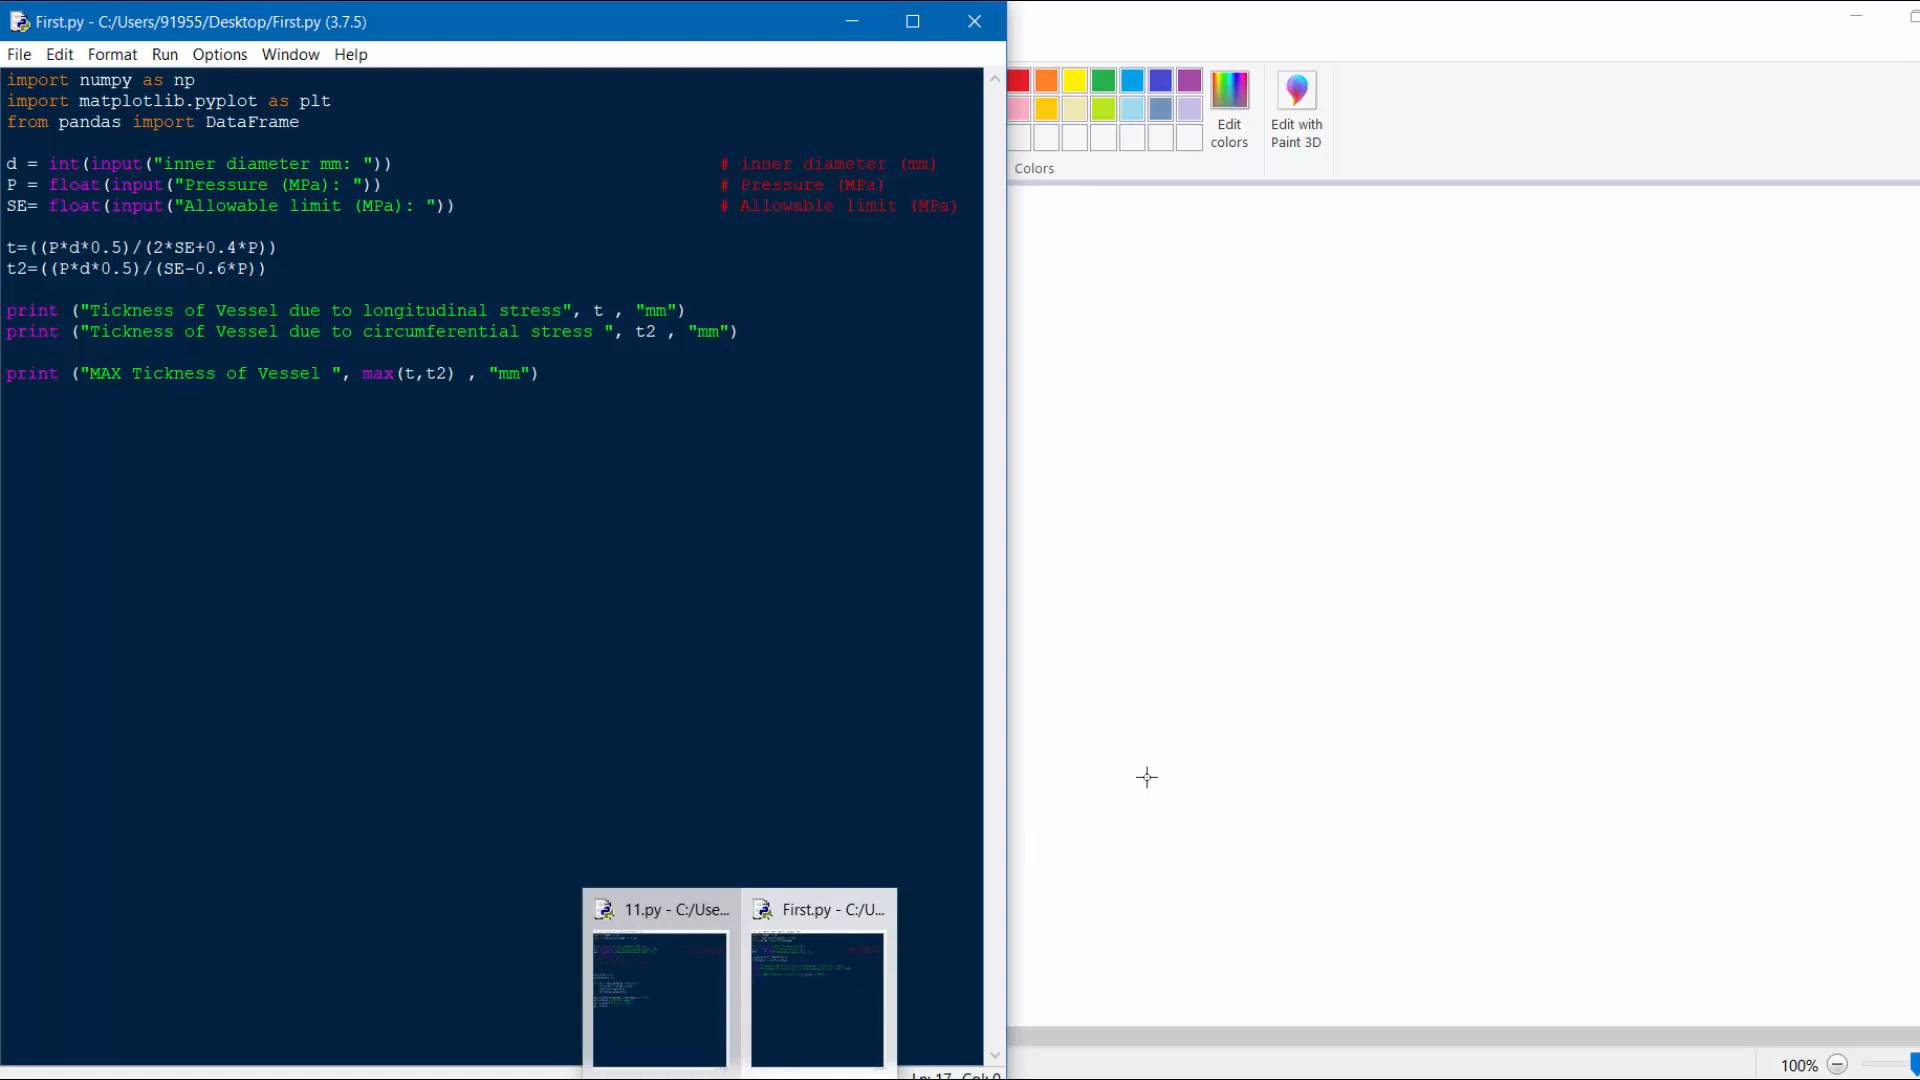 First.py - C:/Users/91955/Desktop/First.py (3.7.5)
File Edit Format Run Options Window Help
import numpy as np
import matplotlib.pyplot as plt
from pandas import DataFrame
d = int(input("inner diameter mm: ")) # inner diameter (mm)
P = float(input("Pressure (MPa): ")) # Pressure (MPa)
SE= float(input("Allowable limit (MPa): ")) # Allowable limit (MPa)
t=((P*d*0.5)/(2*SE+0.4*P))
t2=((P*d*0.5)/(SE-0.6*P))
print ("Tickness of Vessel due to longitudinal stress", t , "mm")
print ("Tickness of Vessel due to circumferential stress ", t2 , "mm")
print ("MAX Tickness of Vessel ", max(t,t2) , "mm")
Edit colors
Edit with Paint 3D
Colors
11.py - C:/Use...
First.py - C:/U...
Ln: 17 Col: 0
100%